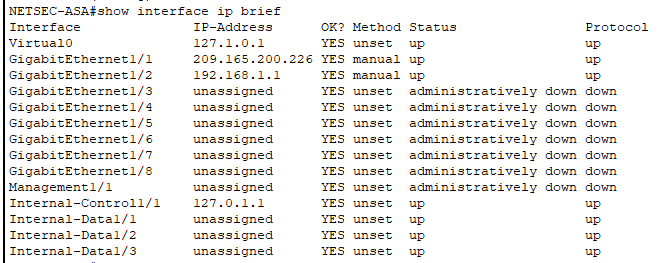 NETSEC-ASA#show interface ip brief
Interface IP-Address OK? Method Status Protocol
Virtual0 127.1.0.1 YES unset up up
GigabitEthernet1/1 209.165.200.226 YES manual up up
GigabitEthernet1/2 192.168.1.1 YES manual up up
GigabitEthernet1/3 unassigned YES unset administratively down down
GigabitEthernet1/4 unassigned YES unset administratively down down
GigabitEthernet1/5 unassigned YES unset administratively down down
GigabitEthernet1/6 unassigned YES unset administratively down down
GigabitEthernet1/7 unassigned YES unset administratively down down
GigabitEthernet1/8 unassigned YES unset administratively down down
Management1/1 unassigned YES unset administratively down down
Internal-Control1/1 127.0.1.1 YES unset up up
Internal-Data1/1 unassigned YES unset up up
Internal-Data1/2 unassigned YES unset up up
Internal-Data1/3 unassigned YES unset up up